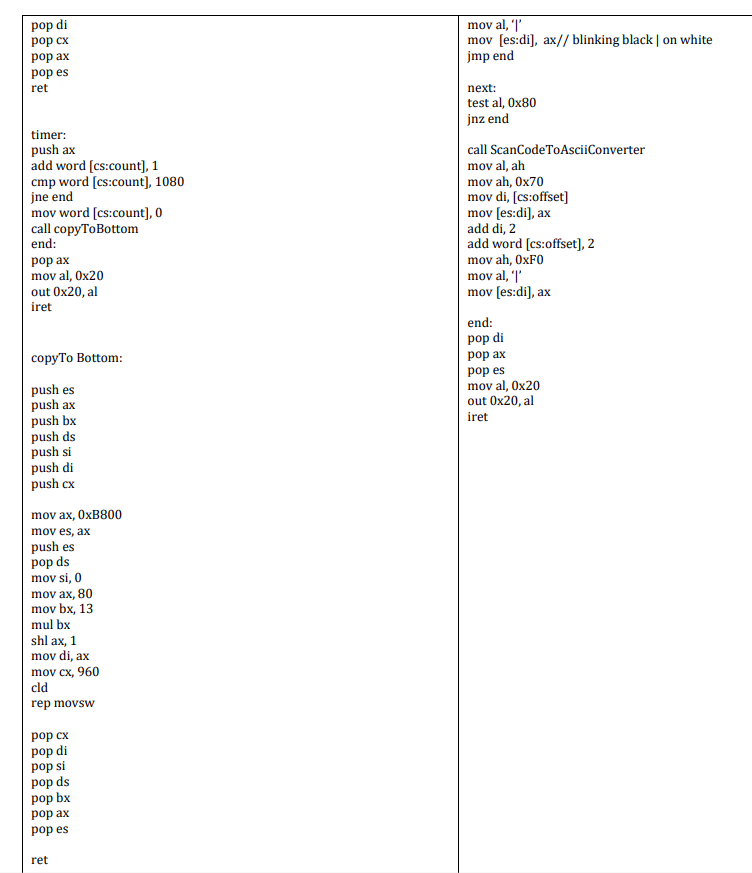 pop di
pop cx
pop ax
pop es
ret
timer:
push ax
add word [cs:count], 1
cmp word [cs:count], 1080
jne end
mov word [cs:count], 0
call copyToBottom
end:
pop ax
mov al, 0x20
out 0x20, al
iret
copyTo Bottom:
push es
push ax
push bx
push ds
push si
push di
push cx
mov ax, 0xB800
mov es, ax
push es
pop ds
mov si, 0
mov ax, 80
mov bx, 13
mul bx
shl ax, 1
mov di, ax
mov cx, 960
cld
rep movsw
pop cx
pop di
pop si
pop ds
pop bx
pop ax
pop es
ret
mov al, ‘|’
mov  [es:di],  ax// blinking black | on white
jmp end
next:
test al, 0x80
jnz end
call ScanCodeToAsciiConverter
mov al, ah
mov ah, 0x70
mov di, [cs:offset]
mov [es:di], ax
add di, 2
add word [cs:offset], 2
mov ah, 0xF0
mov al, ‘|’
mov [es:di], ax
end:
pop di
pop ax
pop es
mov al, 0x20
out 0x20, al
iret